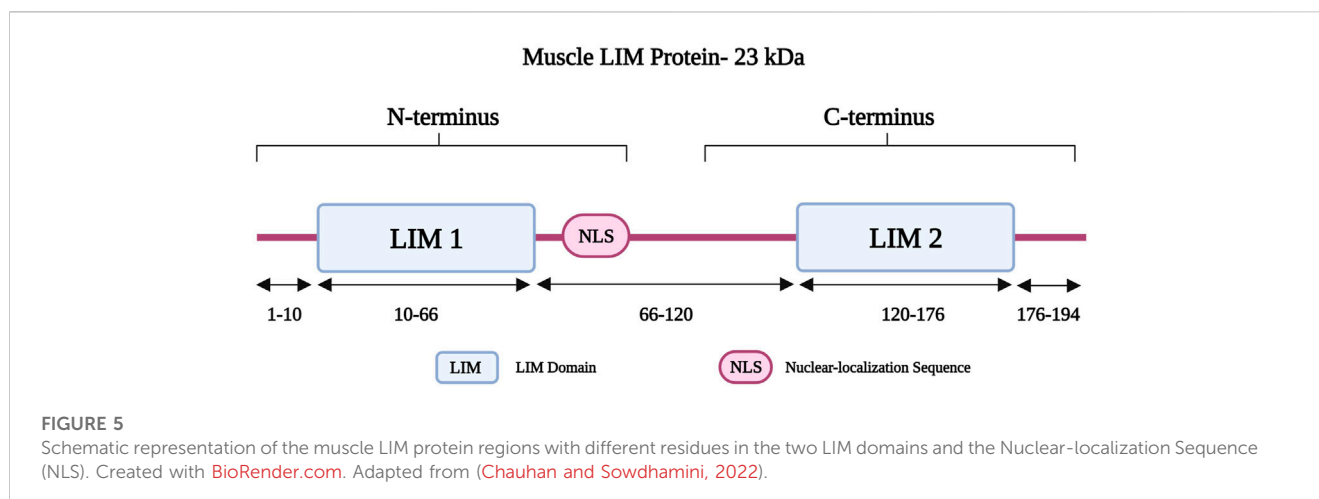 Muscle LIM Protein- 23 kDa
N-terminus
C-terminus
LIM 1
NLS
LIM 2
1-10
10-66
66-120
120-176
176-194
LIM
LIM Domain
NLS
Nuclear-localization Sequence
FIGURE 5
Schematic representation of the muscle LIM protein regions with different residues in the two LIM domains and the Nuclear-localization Sequence
(NLS). Created with BioRender.com. Adapted from (Chauhan and Sowdhamini, 2022).